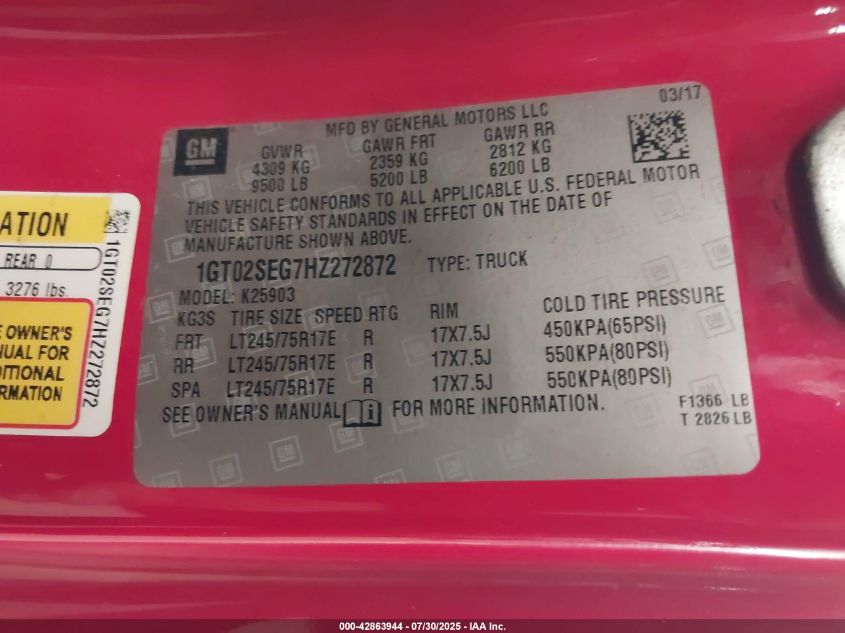 03/17
MFD BY GENERAL MOTORS LLC
GM
GVWR GAWR FRT GAWR RR
4309 KG 2359 KG 2812 KG
9500 LB 5200 LB 6200 LB
THIS VEHICLE CONFORMS TO ALL APPLICABLE U.S. FEDERAL MOTOR
VEHICLE SAFETY STANDARDS IN EFFECT ON THE DATE OF
MANUFACTURE SHOWN ABOVE.
1GT02SEG7HZ272872 TYPE: TRUCK
MODEL: K25903
KG3S TIRE SIZE SPEED RTG RIM COLD TIRE PRESSURE
FRT LT245/75R17E R 17X7.5J 450KPA(65PSI)
RR LT245/75R17E R 17X7.5J 550KPA(80PSI)
SPA LT245/75R17E R 17X7.5J 550KPA(80PSI)
SEE OWNER'S MANUAL FOR MORE INFORMATION.
F1366 LB
T 2826 LB
ATION
REAR 0
3276 lbs.
E OWNER'S
NUAL FOR
DITIONAL
RMATION
1GT02SEG7HZ272872
000-42863944 / 07/30/2025 - IAA Inc.